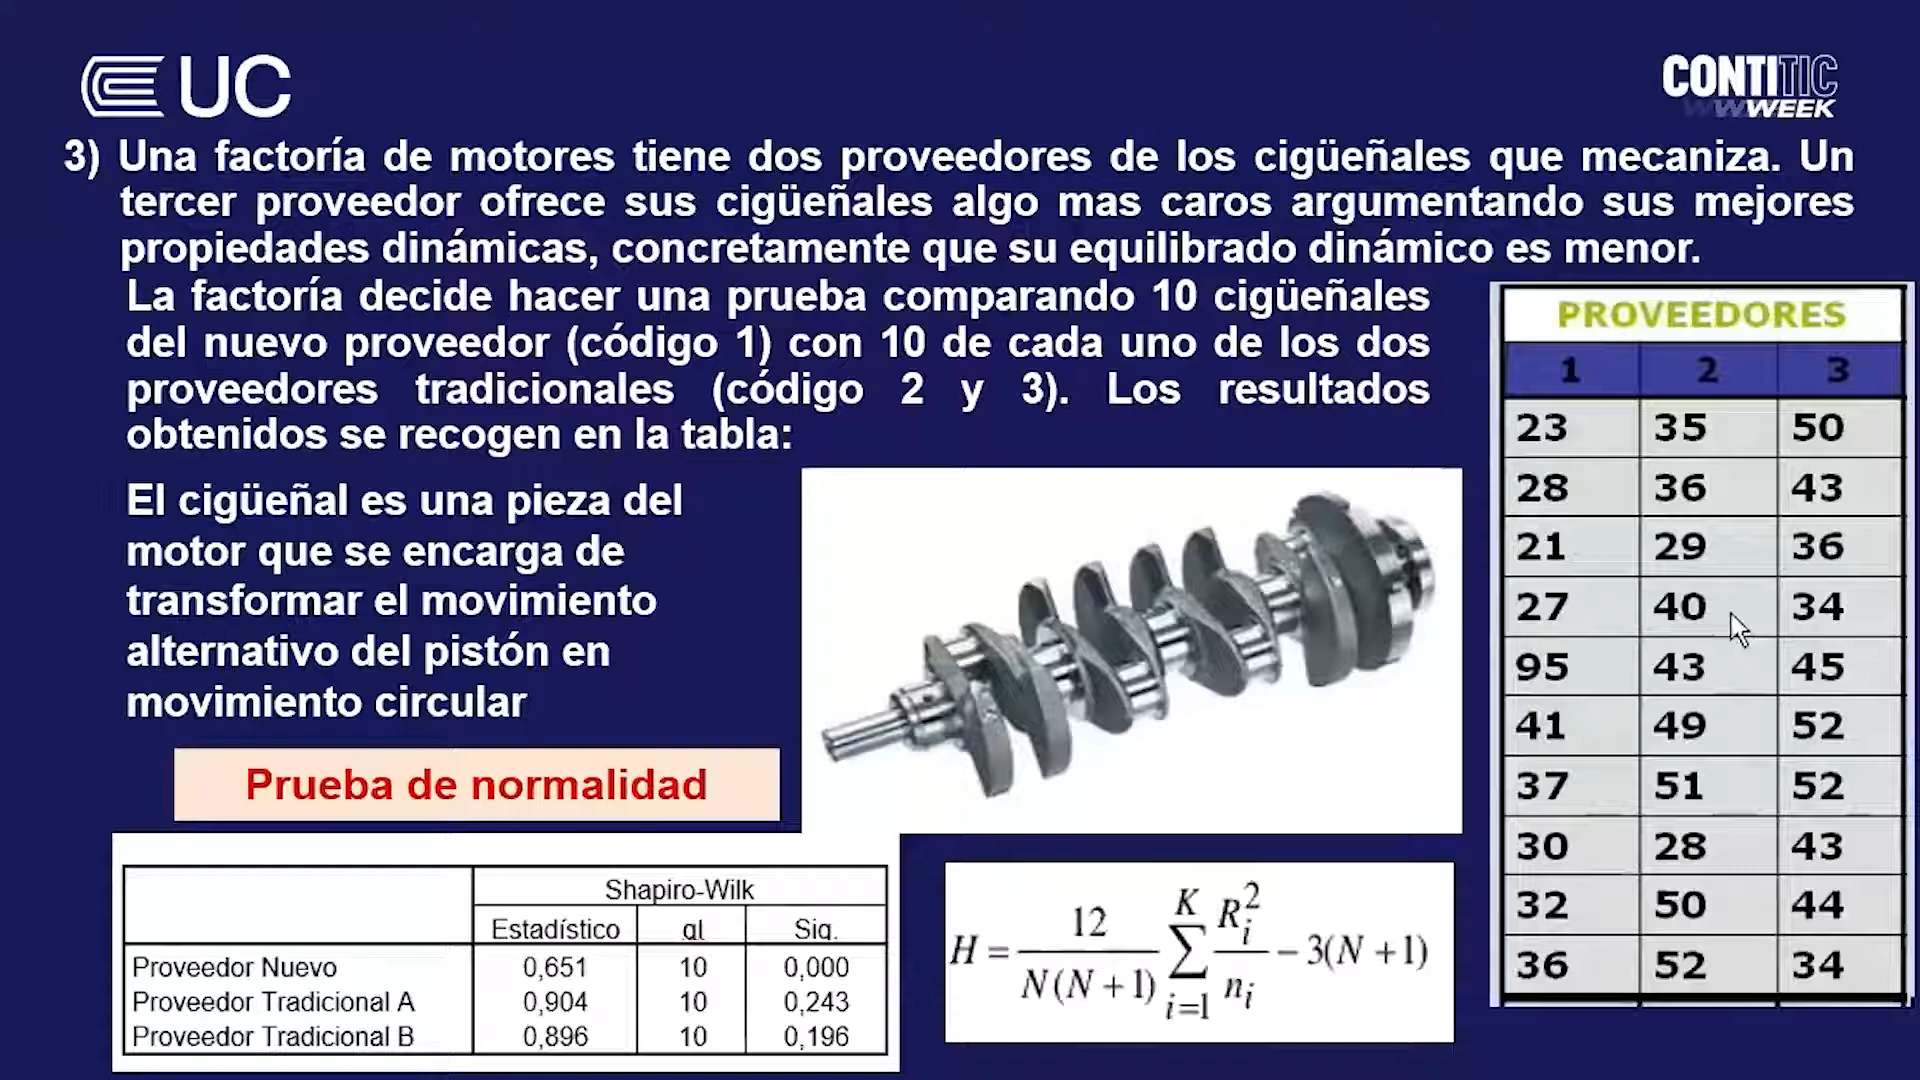 UC
CONTITIC
WWWEEK
3) Una factoría de motores tiene dos proveedores de los cigüeñales que mecaniza. Un
tercer proveedor ofrece sus cigüeñales algo mas caros argumentando sus mejores
propiedades dinámicas, concretamente que su equilibrado dinámico es menor.
La factoría decide hacer una prueba comparando 10 cigüeñales
del nuevo proveedor (código 1) con 10 de cada uno de los dos
proveedores tradicionales (código 2 y 3). Los resultados
obtenidos se recogen en la tabla:
El cigüeñal es una pieza del
motor que se encarga de
transformar el movimiento
alternativo del pistón en
movimiento circular
Prueba de normalidad
Shapiro-Wilk
Estadístico gl Sig.
Proveedor Nuevo 0,651 10 0,000
Proveedor Tradicional A 0,904 10 0,243
Proveedor Tradicional B 0,896 10 0,196
H = 12 / N(N + 1) K Σ i=1 R_i^2 / n_i − 3(N + 1)
PROVEEDORES
1 2 3
23 35 50
28 36 43
21 29 36
27 40 34
95 43 45
41 49 52
37 51 52
30 28 43
32 50 44
36 52 34